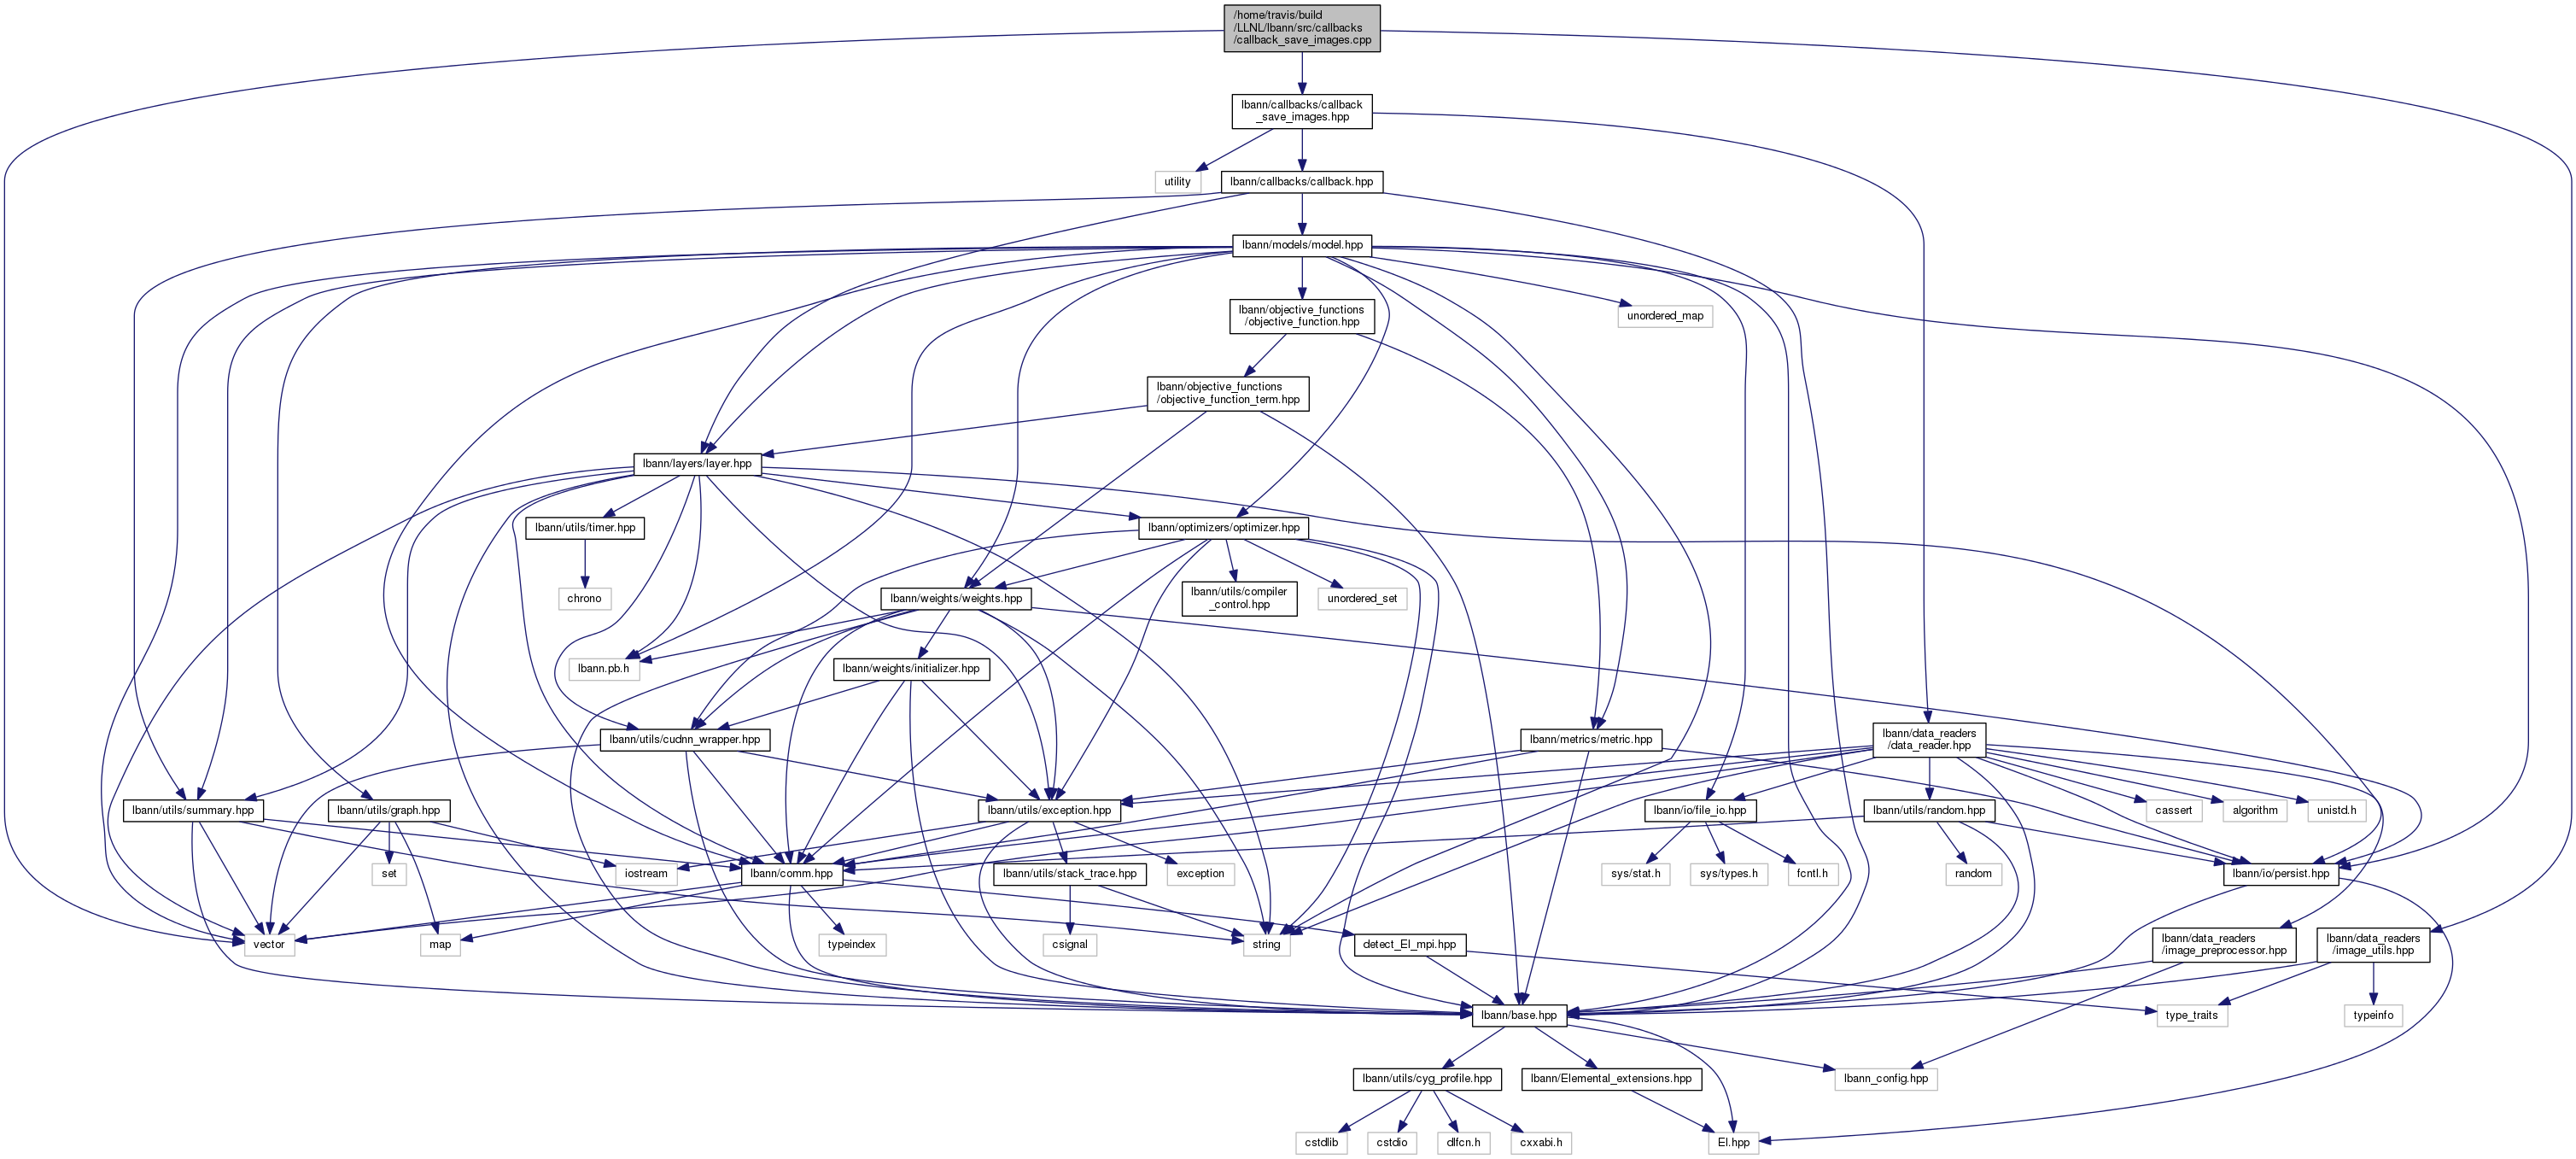 /home/travis/build
/LLNL/lbann/src/callbacks
/callback_save_images.cpp
lbann/callbacks/callback
_save_images.hpp
utility
lbann/callbacks/callback.hpp
lbann/models/model.hpp
lbann/objective_functions
/objective_function.hpp
unordered_map
lbann/objective_functions
/objective_function_term.hpp
lbann/layers/layer.hpp
lbann/utils/timer.hpp
lbann/optimizers/optimizer.hpp
chrono
lbann/weights/weights.hpp
lbann/utils/compiler
_control.hpp
unordered_set
lbann.pb.h
lbann/weights/initializer.hpp
lbann/utils/cudnn_wrapper.hpp
lbann/metrics/metric.hpp
lbann/data_readers
/data_reader.hpp
lbann/utils/summary.hpp
lbann/utils/graph.hpp
lbann/utils/exception.hpp
lbann/io/file_io.hpp
lbann/utils/random.hpp
cassert
algorithm
unistd.h
set
iostream
lbann/comm.hpp
lbann/utils/stack_trace.hpp
exception
sys/stat.h
sys/types.h
fcntl.h
random
lbann/io/persist.hpp
vector
map
typeindex
csignal
string
detect_El_mpi.hpp
lbann/data_readers
/image_preprocessor.hpp
lbann/data_readers
/image_utils.hpp
lbann/base.hpp
type_traits
typeinfo
lbann/utils/cyg_profile.hpp
lbann/Elemental_extensions.hpp
lbann_config.hpp
cstdlib
cstdio
dlfcn.h
cxxabi.h
El.hpp